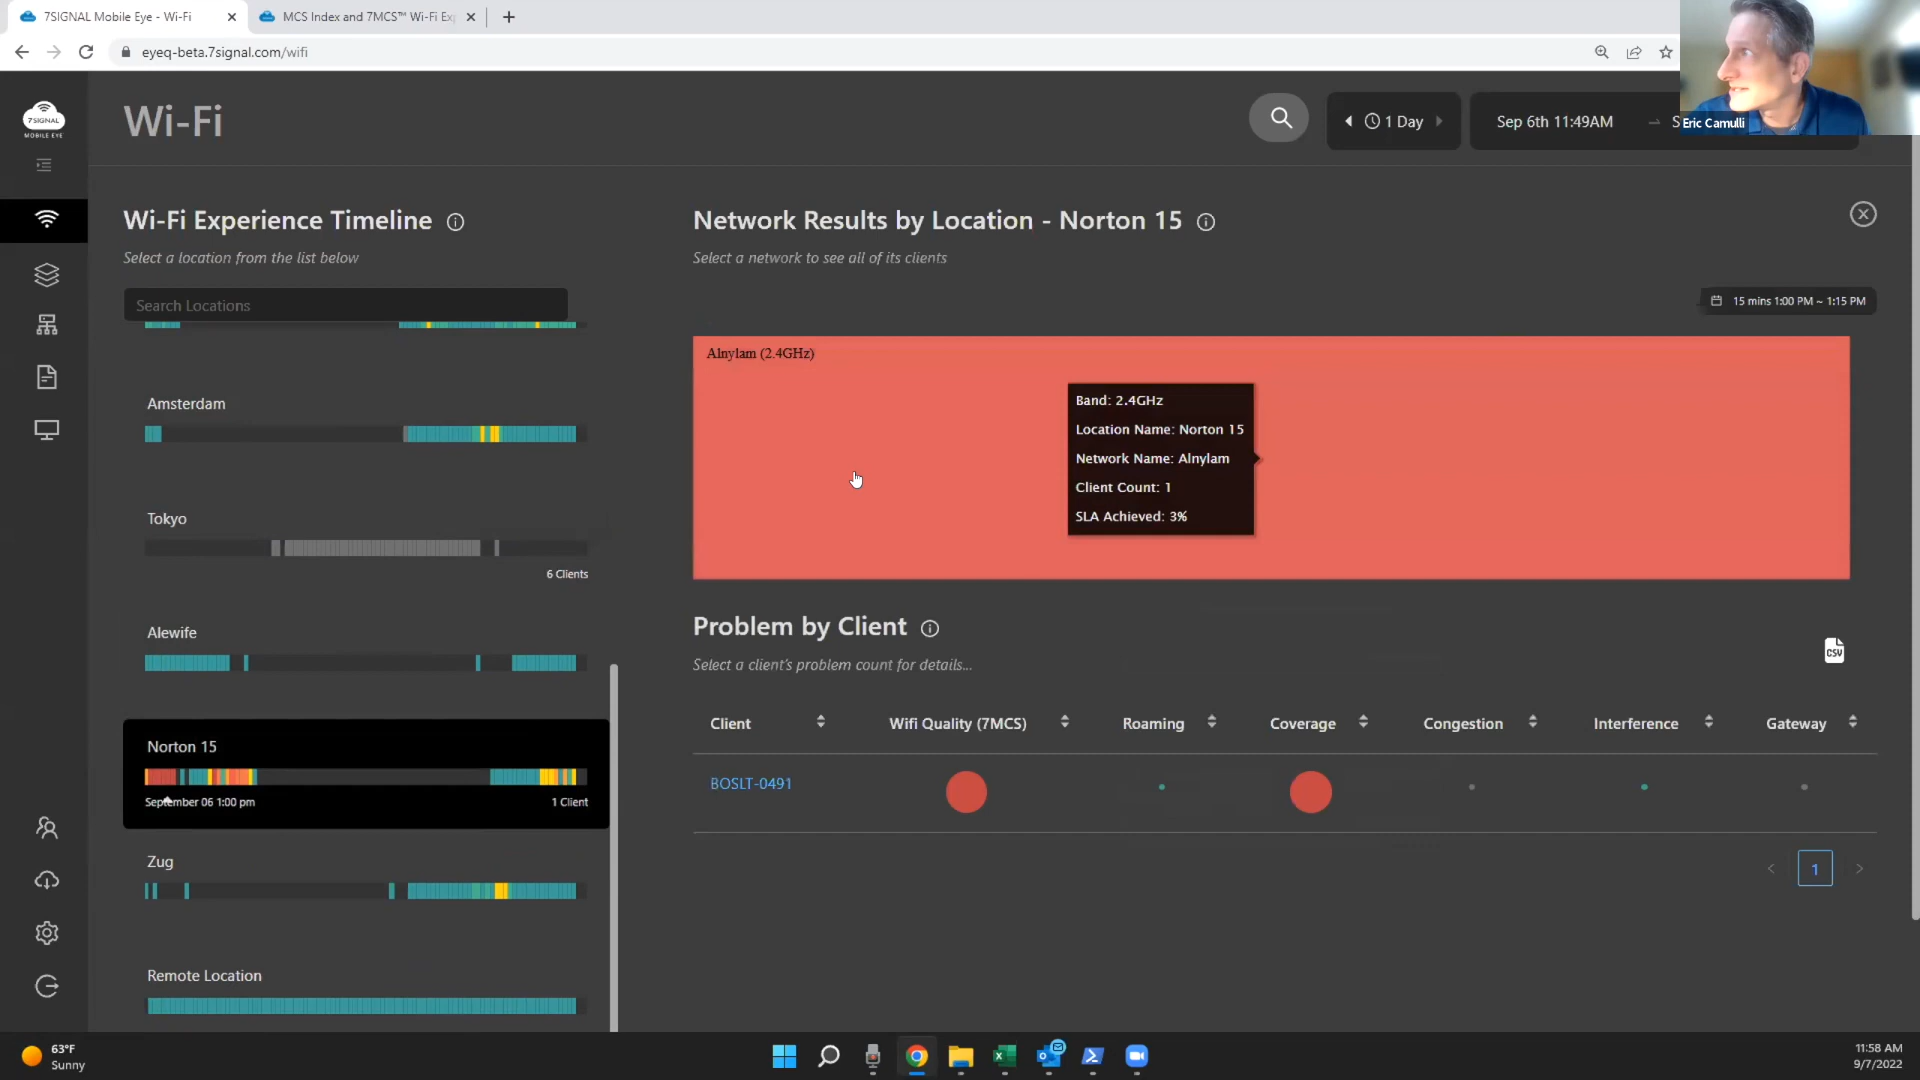 7SIGNAL Mobile Eye - Wi-Fi
MCS Index and 7MCS™ Wi-Fi Ex
eyeq-beta.7signal.com/wifi
7SIGNAL
MOBILE EYE
Wi-Fi
1 Day
Sep 6th 11:49AM
→ S
Eric Camulli
Wi-Fi Experience Timeline
Select a location from the list below
Search Locations
Amsterdam
Tokyo
6 Clients
Alewife
Norton 15
September 06 1:00 pm
1 Client
Zug
Remote Location
Network Results by Location - Norton 15
Select a network to see all of its clients
15 mins 1:00 PM ~ 1:15 PM
Alnylam (2.4GHz)
Band: 2.4GHz
Location Name: Norton 15
Network Name: Alnylam
Client Count: 1
SLA Achieved: 3%
Problem by Client
Select a client's problem count for details...
CSV
Client Wifi Quality (7MCS) Roaming Coverage Congestion Interference Gateway
BOSLT-0491
1
63°F
Sunny
11:58 AM
9/7/2022